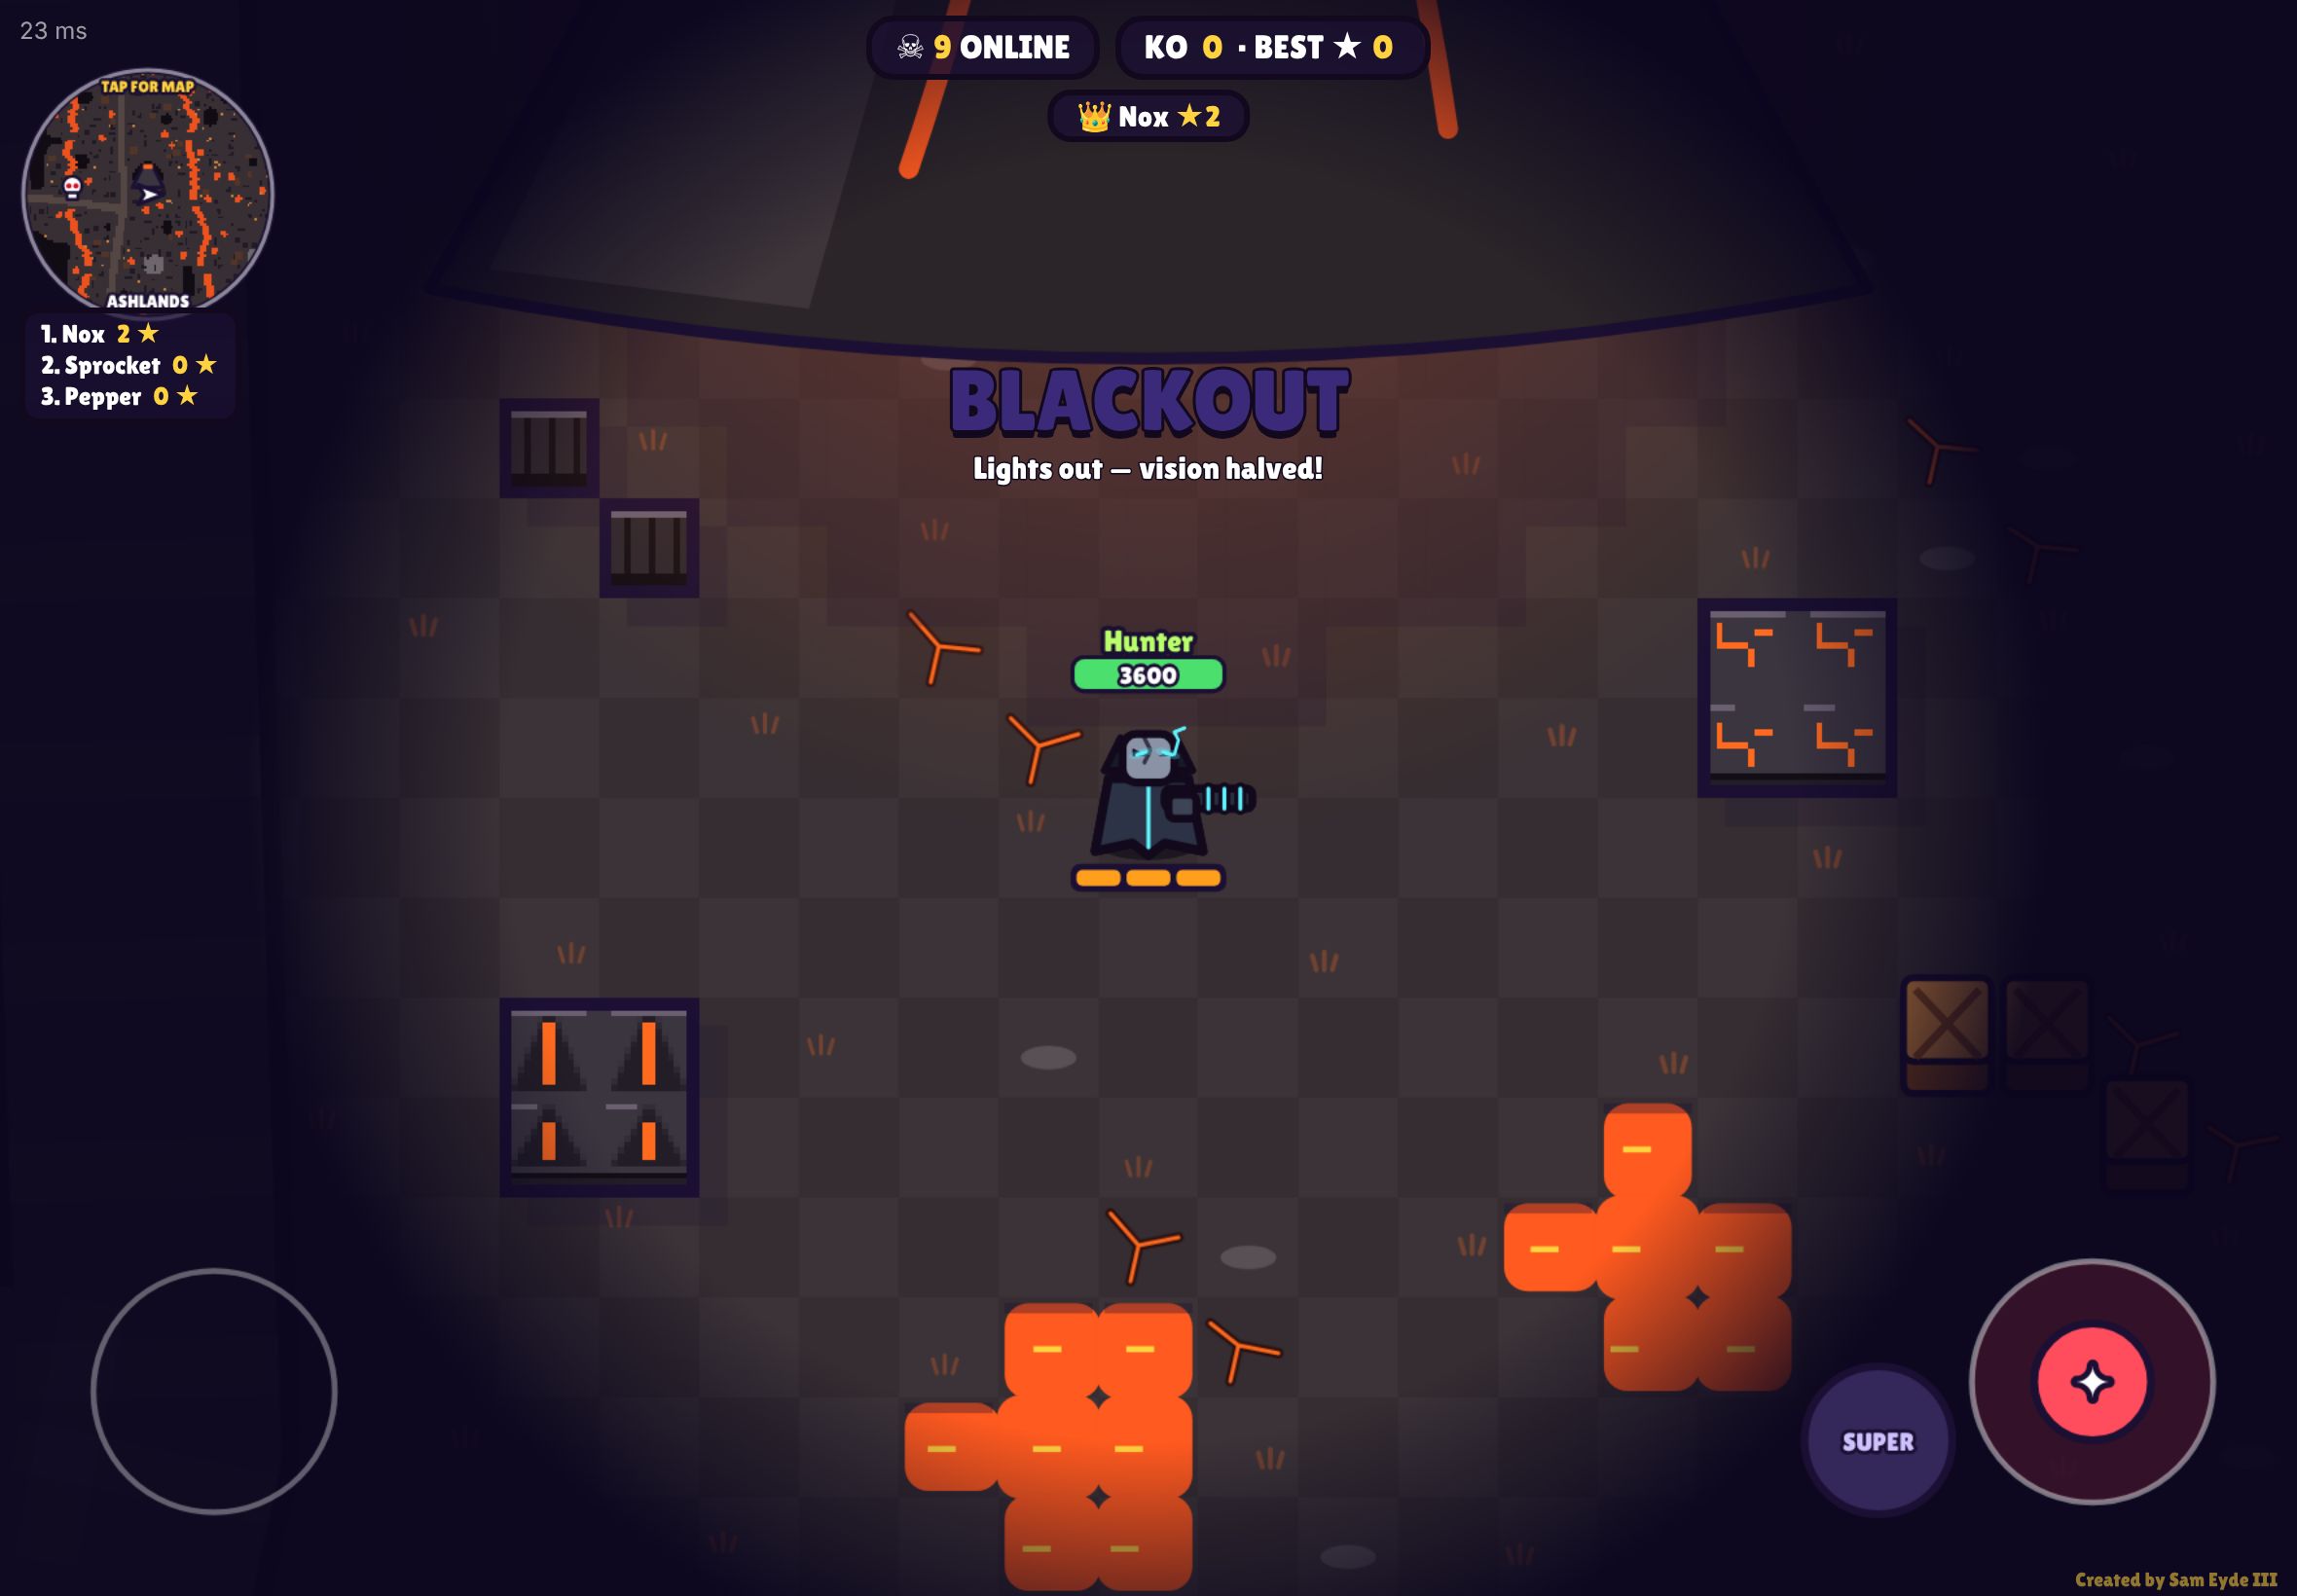 23 ms
☠ 9 ONLINE
KO 0 · BEST ★ 0
👑 Nox ★2
TAP FOR MAP
ASHLANDS
1. Nox 2 ★
2. Sprocket 0 ★
3. Pepper 0 ★
BLACKOUT
Lights out — vision halved!
Hunter
3600
SUPER
Created by Sam Eyde III